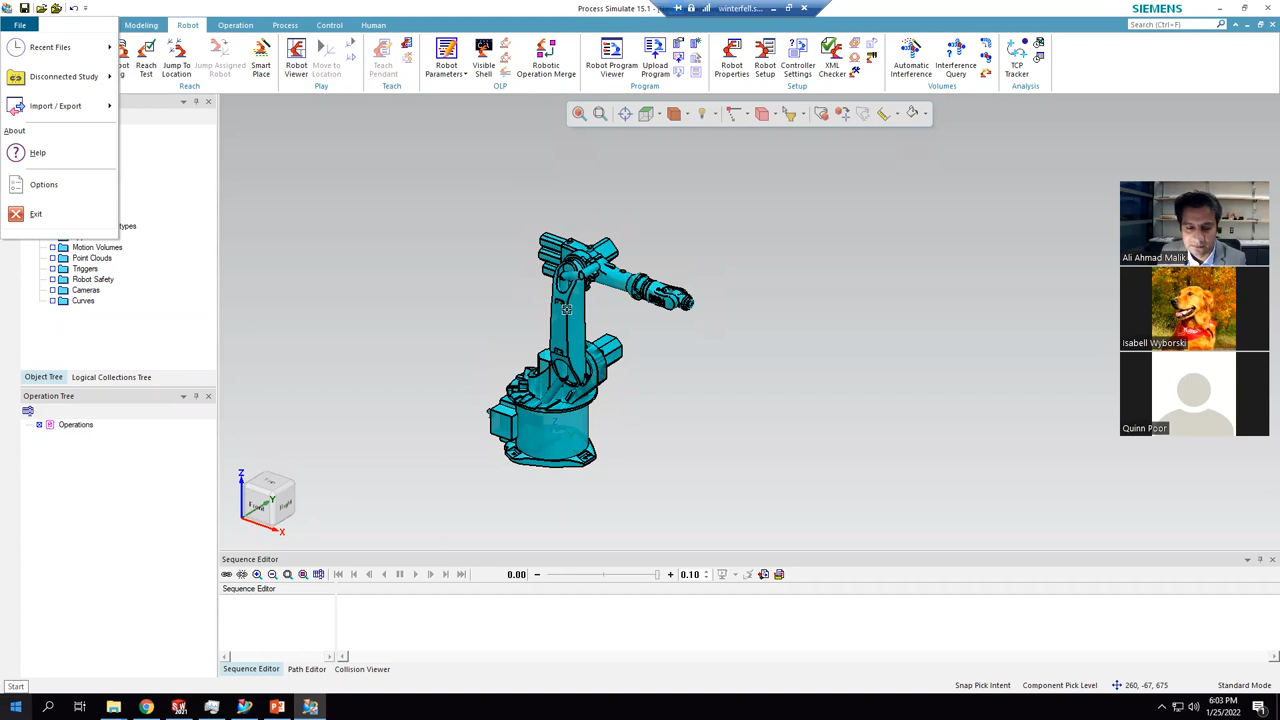 Process Simulate 15.1 -
winterfell.s...
SIEMENS
File
Modeling
Robot
Operation
Process
Control
Human
Search (Ctrl+S)
Recent Files
Disconnected Study
Import / Export
About
Help
Options
Exit
Reach Test
Jump To Location
Jump Assigned Robot
Smart Place
Robot Viewer
Move to Location
Teach Pendant
Robot Parameters
Visible Shell
Robotic Operation Merge
Robot Program Viewer
Upload Program
Robot Properties
Robot Setup
Controller Settings
XML Checker
Automatic Interference
Interference Query
TCP Tracker
Reach
Play
Teach
OLP
Program
Setup
Volumes
Analysis
Motion Volumes
Point Clouds
Triggers
Robot Safety
Cameras
Curves
Object Tree
Logical Collections Tree
Operation Tree
Operations
Ali Ahmad Malik
Isabell Wyborski
Quinn Poor
Z
Y
X
Top
Front
Right
Sequence Editor
0.00
0.10
Sequence Editor
Sequence Editor
Path Editor
Collision Viewer
Start
Snap Pick Intent
Component Pick Level
260, -67, 675
Standard Mode
6:03 PM
1/25/2022